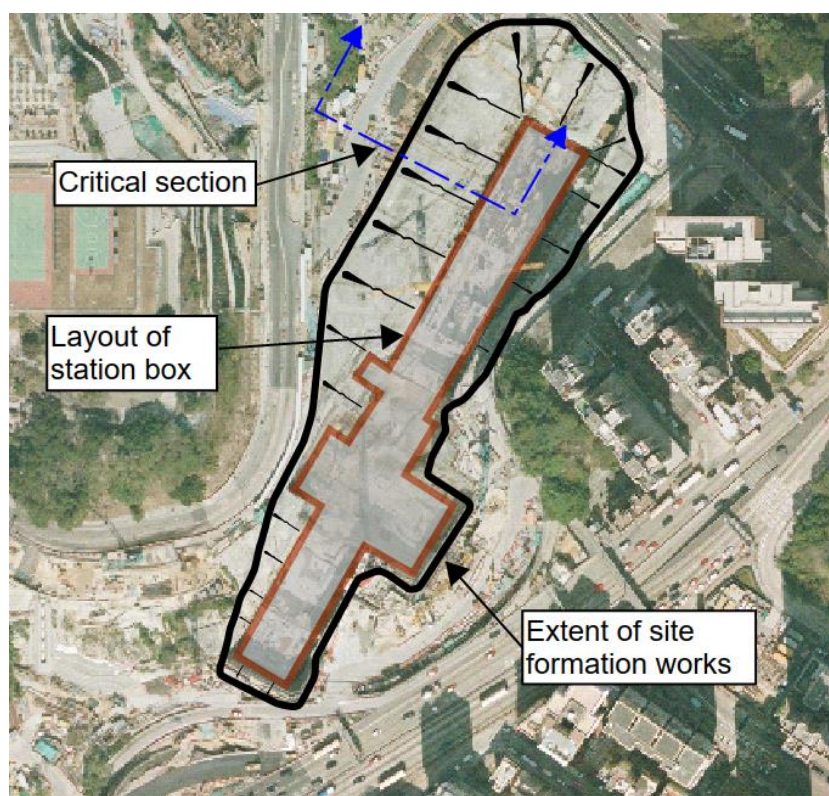 Critical section
Layout of
station box
Extent of site
formation works